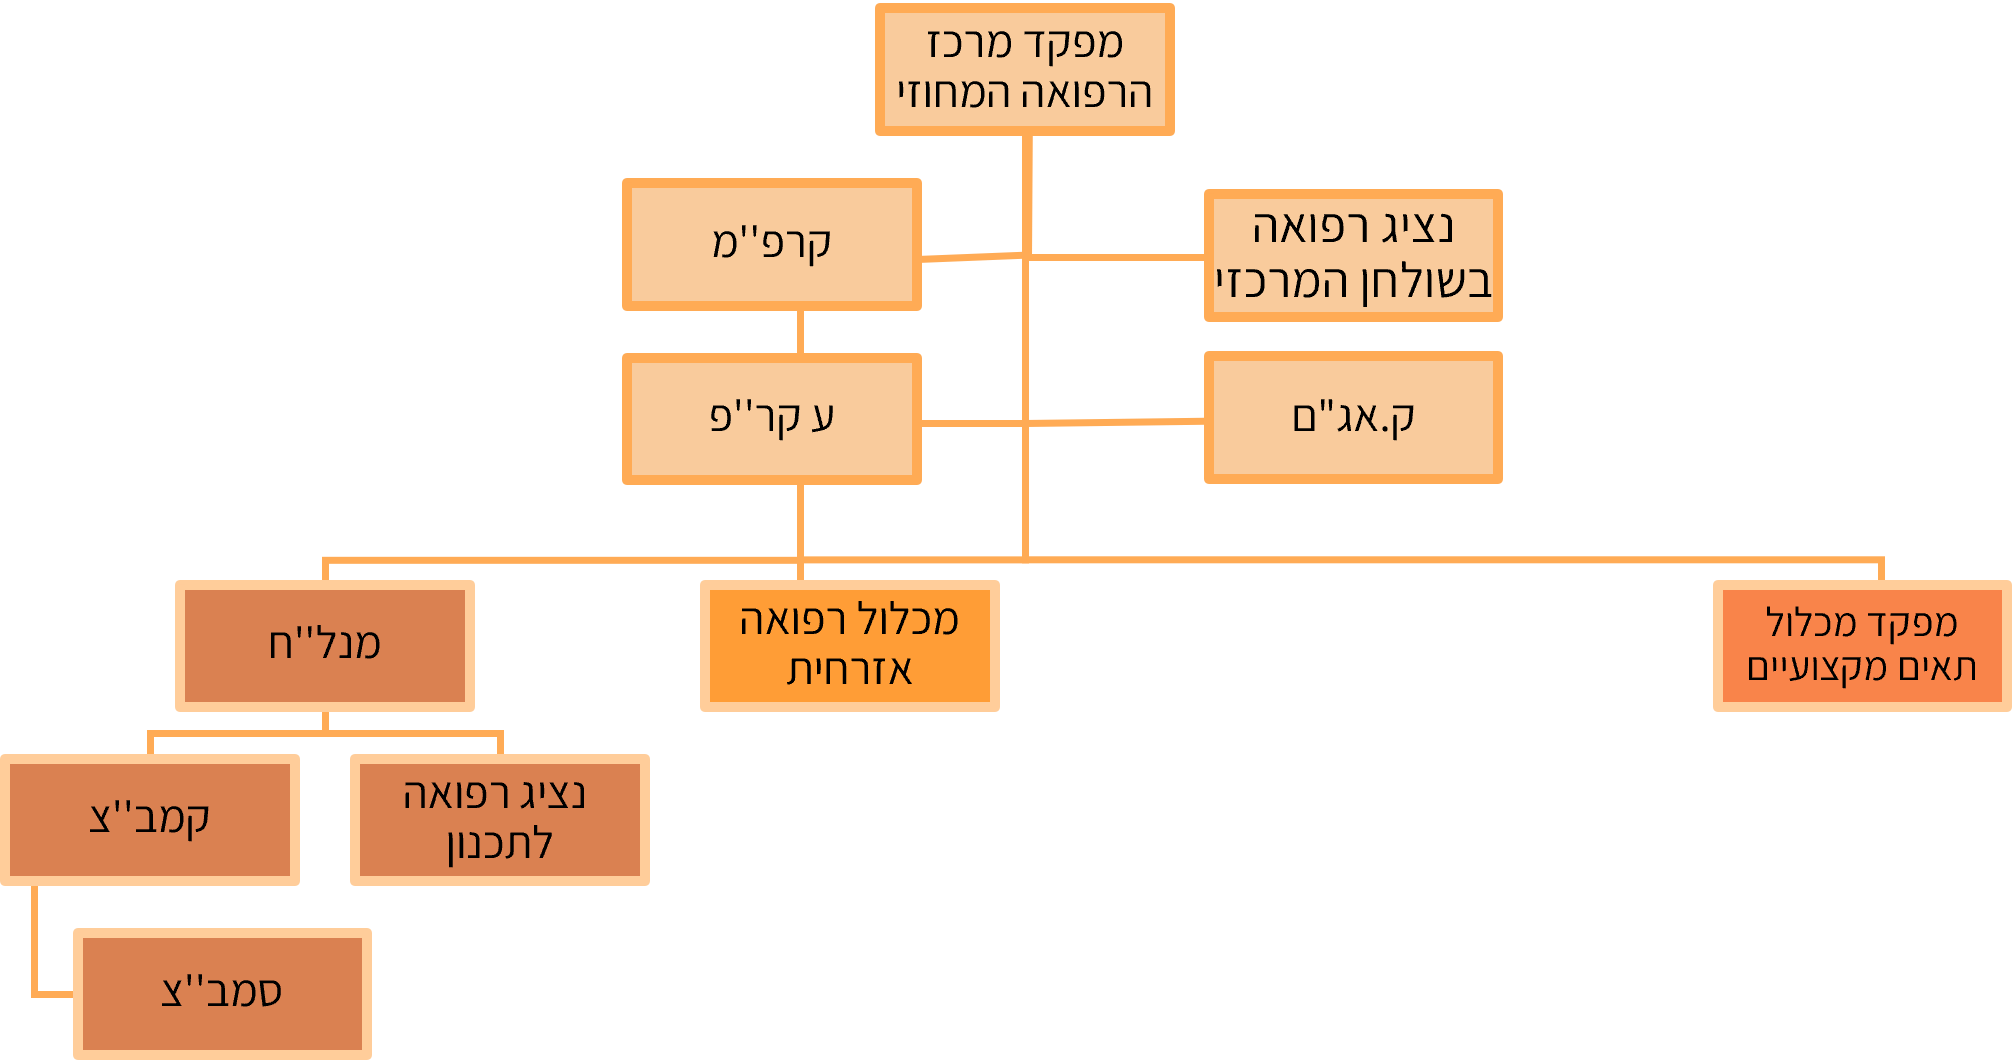 מפקד מרכז
הרפואה המחוזי
נציג רפואה
בשולחן המרכזי
קרפ''מ
ק.אג"ם
ע קר''פ
מפקד מכלול
תאים מקצועיים
מכלול רפואה
אזרחית
מנל''ח
נציג רפואה
לתכנון
קמב''צ
סמב''צ